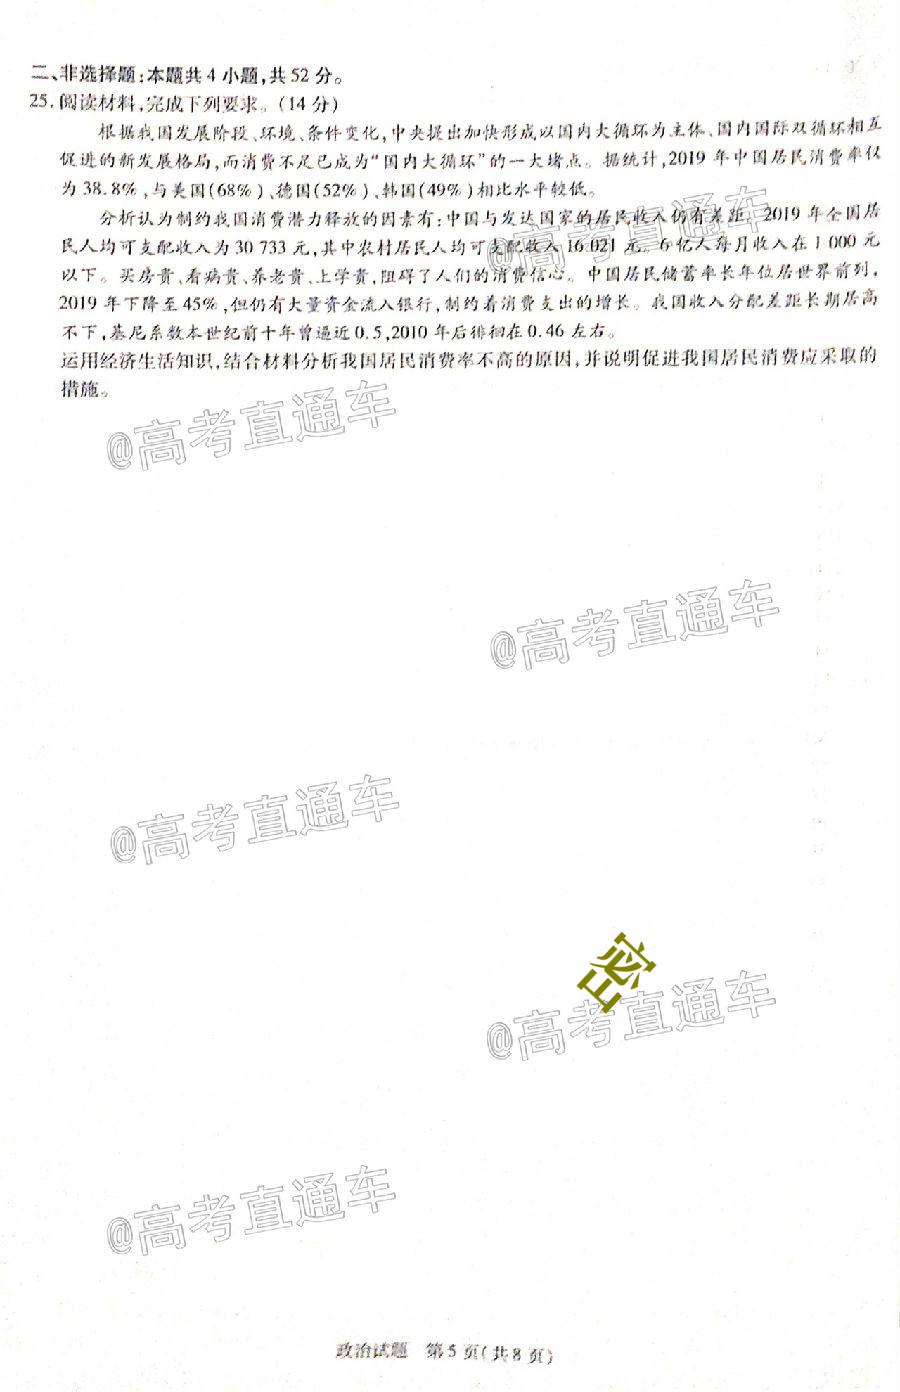 二、非选择题:本题共4小题,共52分。
25.阅读材料,完成下列要求。(14分)
根据我国发展阶段、环境、条件变化,中央提出加快形成以国内大循环为主体、国内国际双循环相互
促进的新发展格局,而消费不足已成为“国内大循环”的一大堵点。据统计,2019年中国居民消费率仅
为38.8%,与美国(68%)、德国(52%)、韩国(49%)相比水平较低。
分析认为制约我国消费潜力释放的因素有:中国与发达国家的居民收入仍有差距,2019年全国居
民人均可支配收入为30 733元,其中农村居民人均可支配收入16 021元。6亿人每月收入在1 000元
以下。买房贵、看病贵、养老贵、上学贵,阻碍了人们的消费信心。中国居民储蓄率长年位居世界前列,
2019年下降至45%,但仍有大量资金流入银行,制约着消费支出的增长。我国收入分配差距长期居高
不下,基尼系数本世纪前十年曾逼近0.5,2010年后徘徊在0.46左右。
运用经济生活知识,结合材料分析我国居民消费率不高的原因,并说明促进我国居民消费应采取的
措施。
@高考直通车
@高考直通车
@高考直通车
@高考直通车
密
@高考直通车
@高考直通车
政治试题 第5页(共8页)